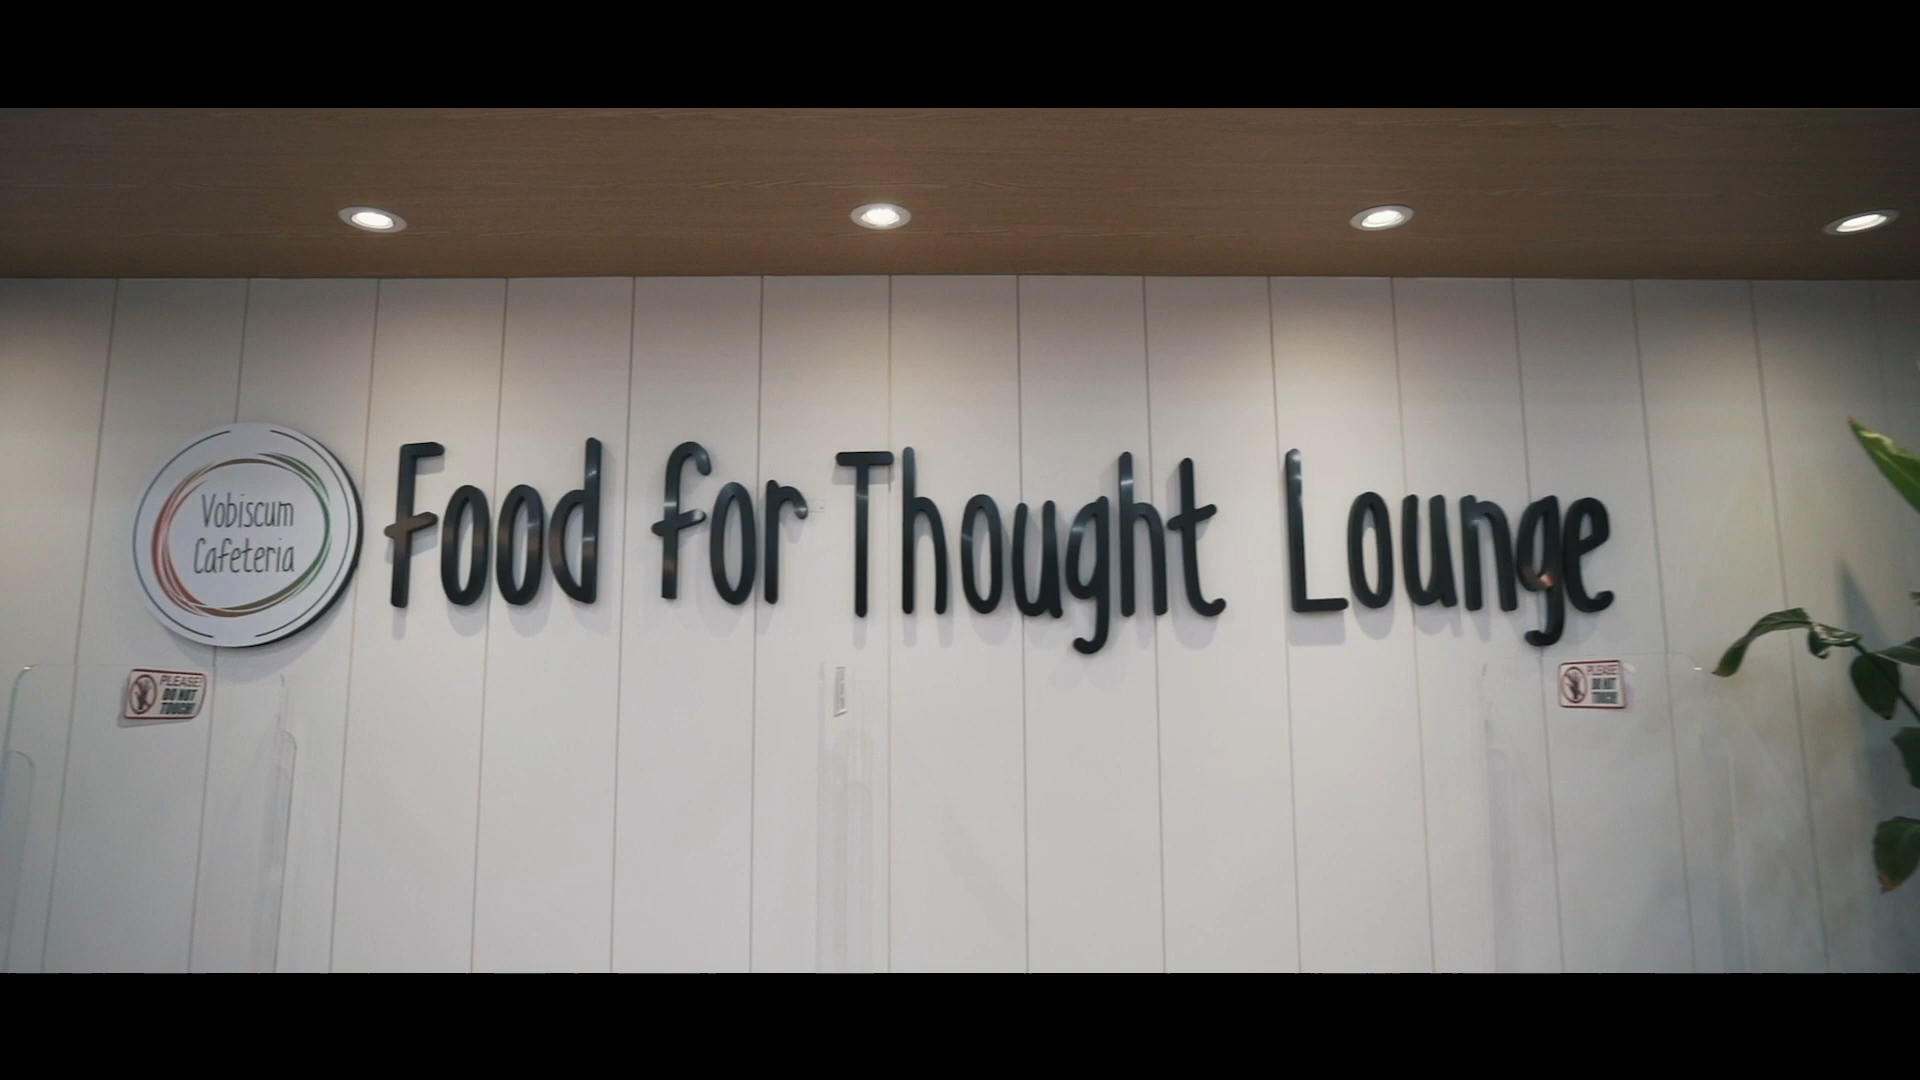 Vobiscum
Cafeteria
Food for Thought Lounge
PLEASE!
DO NOT
TOUCH!
PLEASE!
DO NOT
TOUCH!